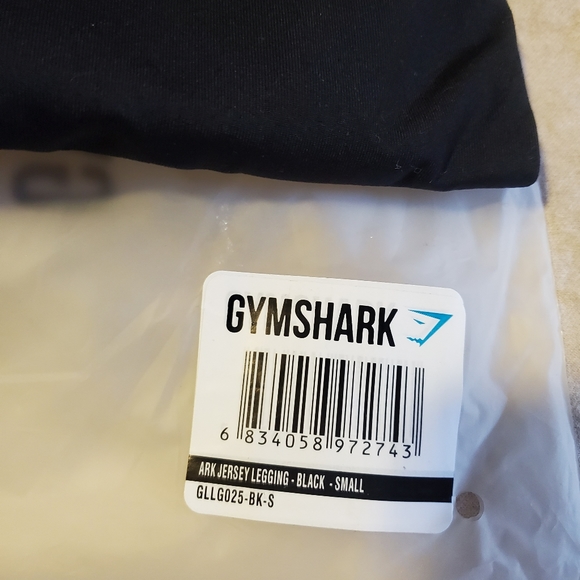 GYMSHARK
6 834058 972743
ARK JERSEY LEGGING - BLACK - SMALL
GLLG025-BK-S